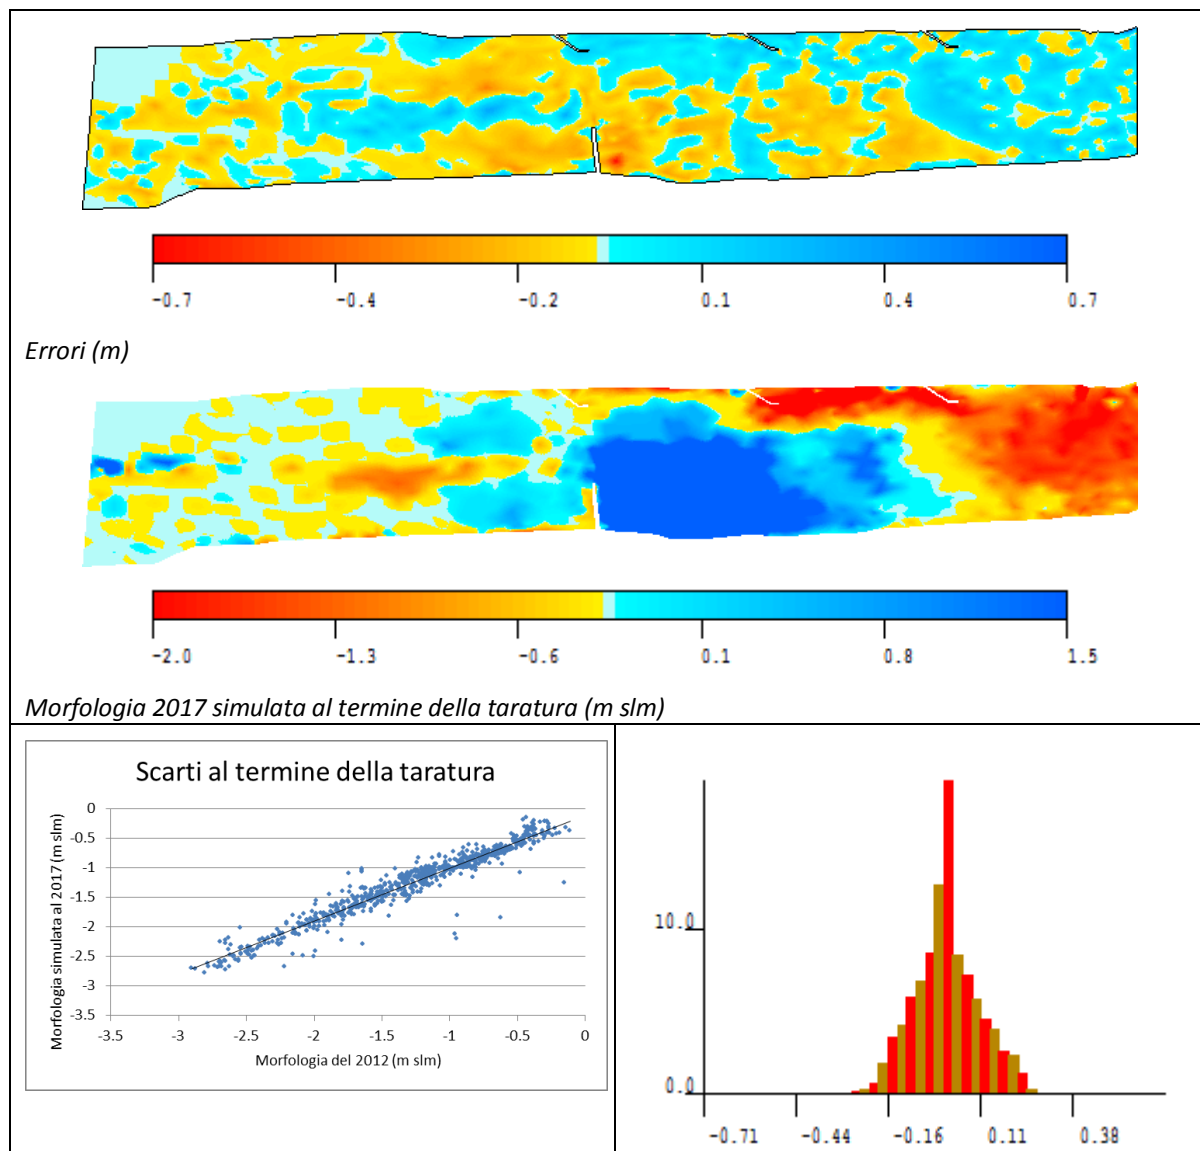 -0.7 -0.4 -0.2 0.1 0.4 0.7
Errori (m)
-2.0 -1.3 -0.6 0.1 0.8 1.5
Morfologia 2017 simulata al termine della taratura (m slm)
Scarti al termine della taratura
Morfologia simulata al 2017 (m slm)
0
-0.5
-1
-1.5
-2
-2.5
-3
-3.5
-3.5 -3 -2.5 -2 -1.5 -1 -0.5 0
Morfologia del 2012 (m slm)
10.0
0.0
-0.71 -0.44 -0.16 0.11 0.38